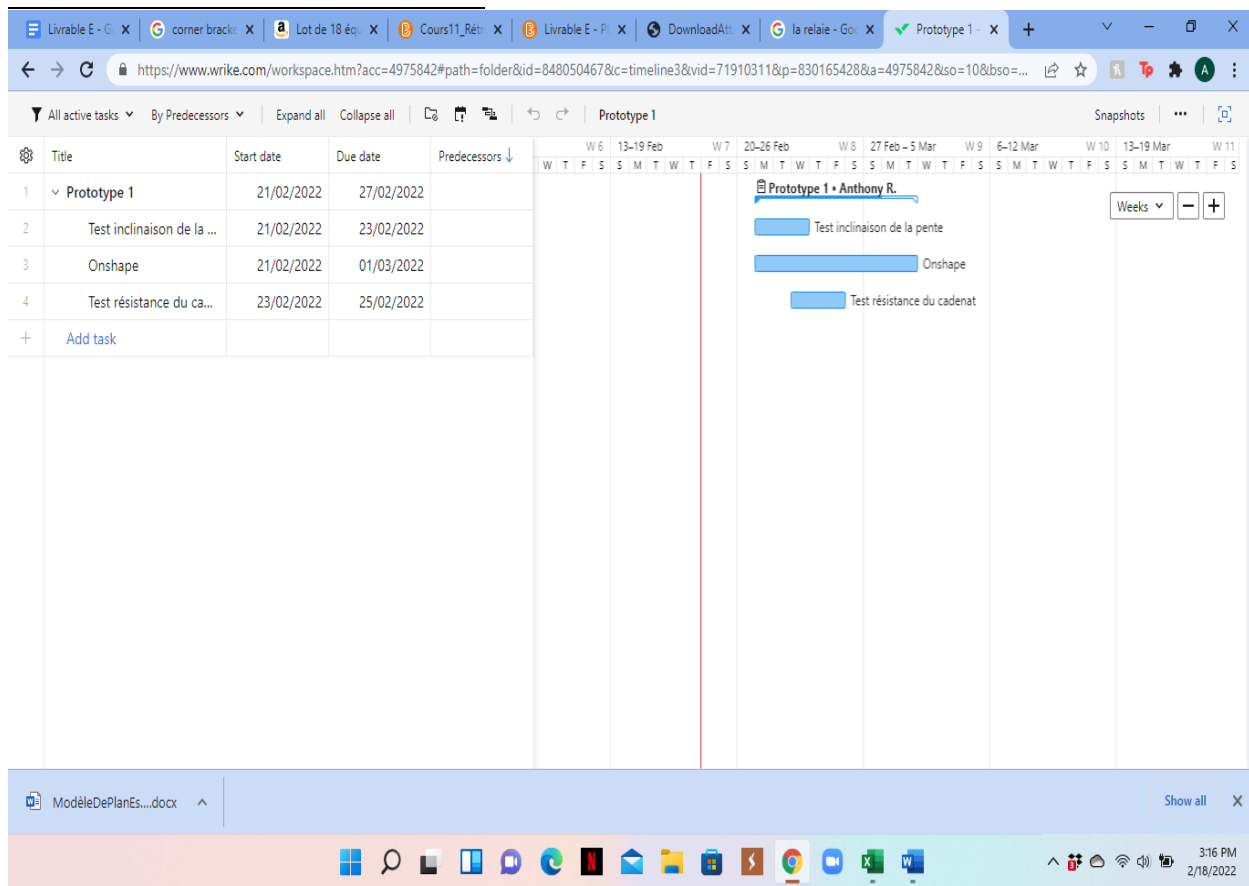 Livrable E - G
corner bracke
Lot de 18 équ
Cours11_Rétr
Livrable E - Pl
DownloadAtt
la relaie - Goo
Prototype 1 -
https://www.wrike.com/workspace.htm?acc=4975842#path=folder&id=848050467&c=timeline3&vid=71910311&p=830165428&a=4975842&so=10&bso=...
All active tasks By Predecessors Expand all Collapse all Prototype 1 Snapshots
Title Start date Due date Predecessors
W 6 13–19 Feb W 7 20–26 Feb W 8 27 Feb – 5 Mar W 9 6–12 Mar W 10 13–19 Mar W 11
W T F S S M T W T F S S M T W T F S S M T W T F S S M T W T F S S M T W T F S
1 Prototype 1 21/02/2022 27/02/2022
Prototype 1 • Anthony R.
Weeks
2 Test inclinaison de la ... 21/02/2022 23/02/2022
Test inclinaison de la pente
3 Onshape 21/02/2022 01/03/2022
Onshape
4 Test résistance du ca... 23/02/2022 25/02/2022
Test résistance du cadenat
+ Add task
ModèleDePlanEs....docx
Show all
3:16 PM
2/18/2022